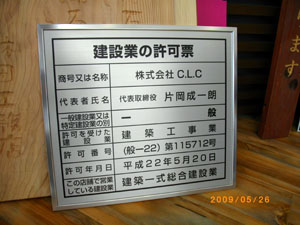 建設業の許可票
商号又は名称 株式会社 C.L.C
代表者氏名 代表取締役 片岡成一朗
一般建設業又は
特定建設業の別 一般
許可を受けた
建設業 建築工事業
許可番号 (般－22) 第115712号
許可年月日 平成22年5月20日
この店舗で営業
している建設業 建築一式総合建設業
2009/05/26